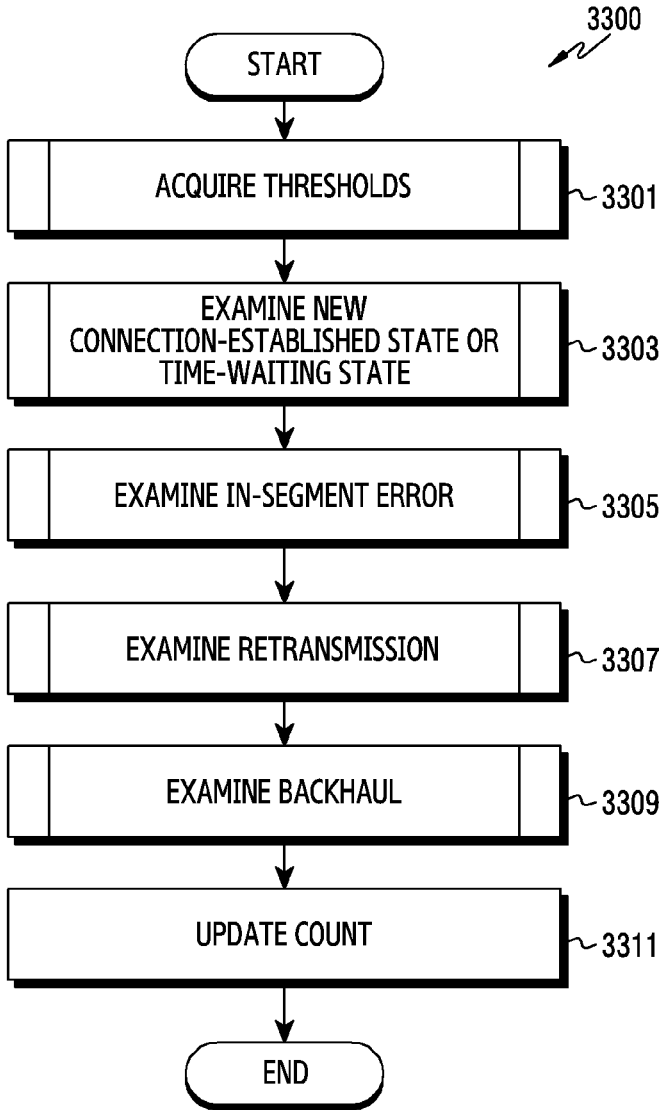 3300
START
ACQUIRE THRESHOLDS
3301
EXAMINE NEW
CONNECTION-ESTABLISHED STATE OR
TIME-WAITING STATE
3303
EXAMINE IN-SEGMENT ERROR
3305
EXAMINE RETRANSMISSION
3307
EXAMINE BACKHAUL
3309
UPDATE COUNT
3311
END